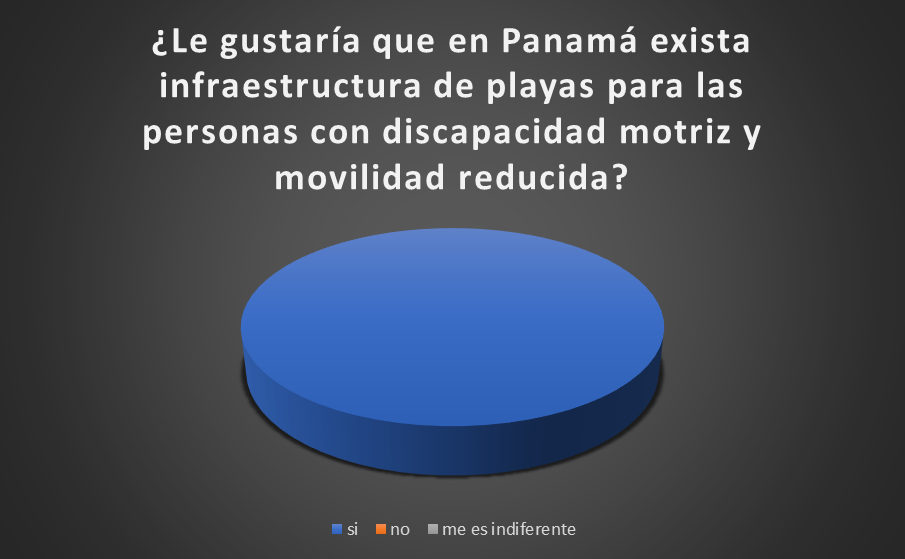 ¿Le gustaría que en Panamá exista
infraestructura de playas para las
personas con discapacidad motriz y
movilidad reducida?
si no me es indiferente